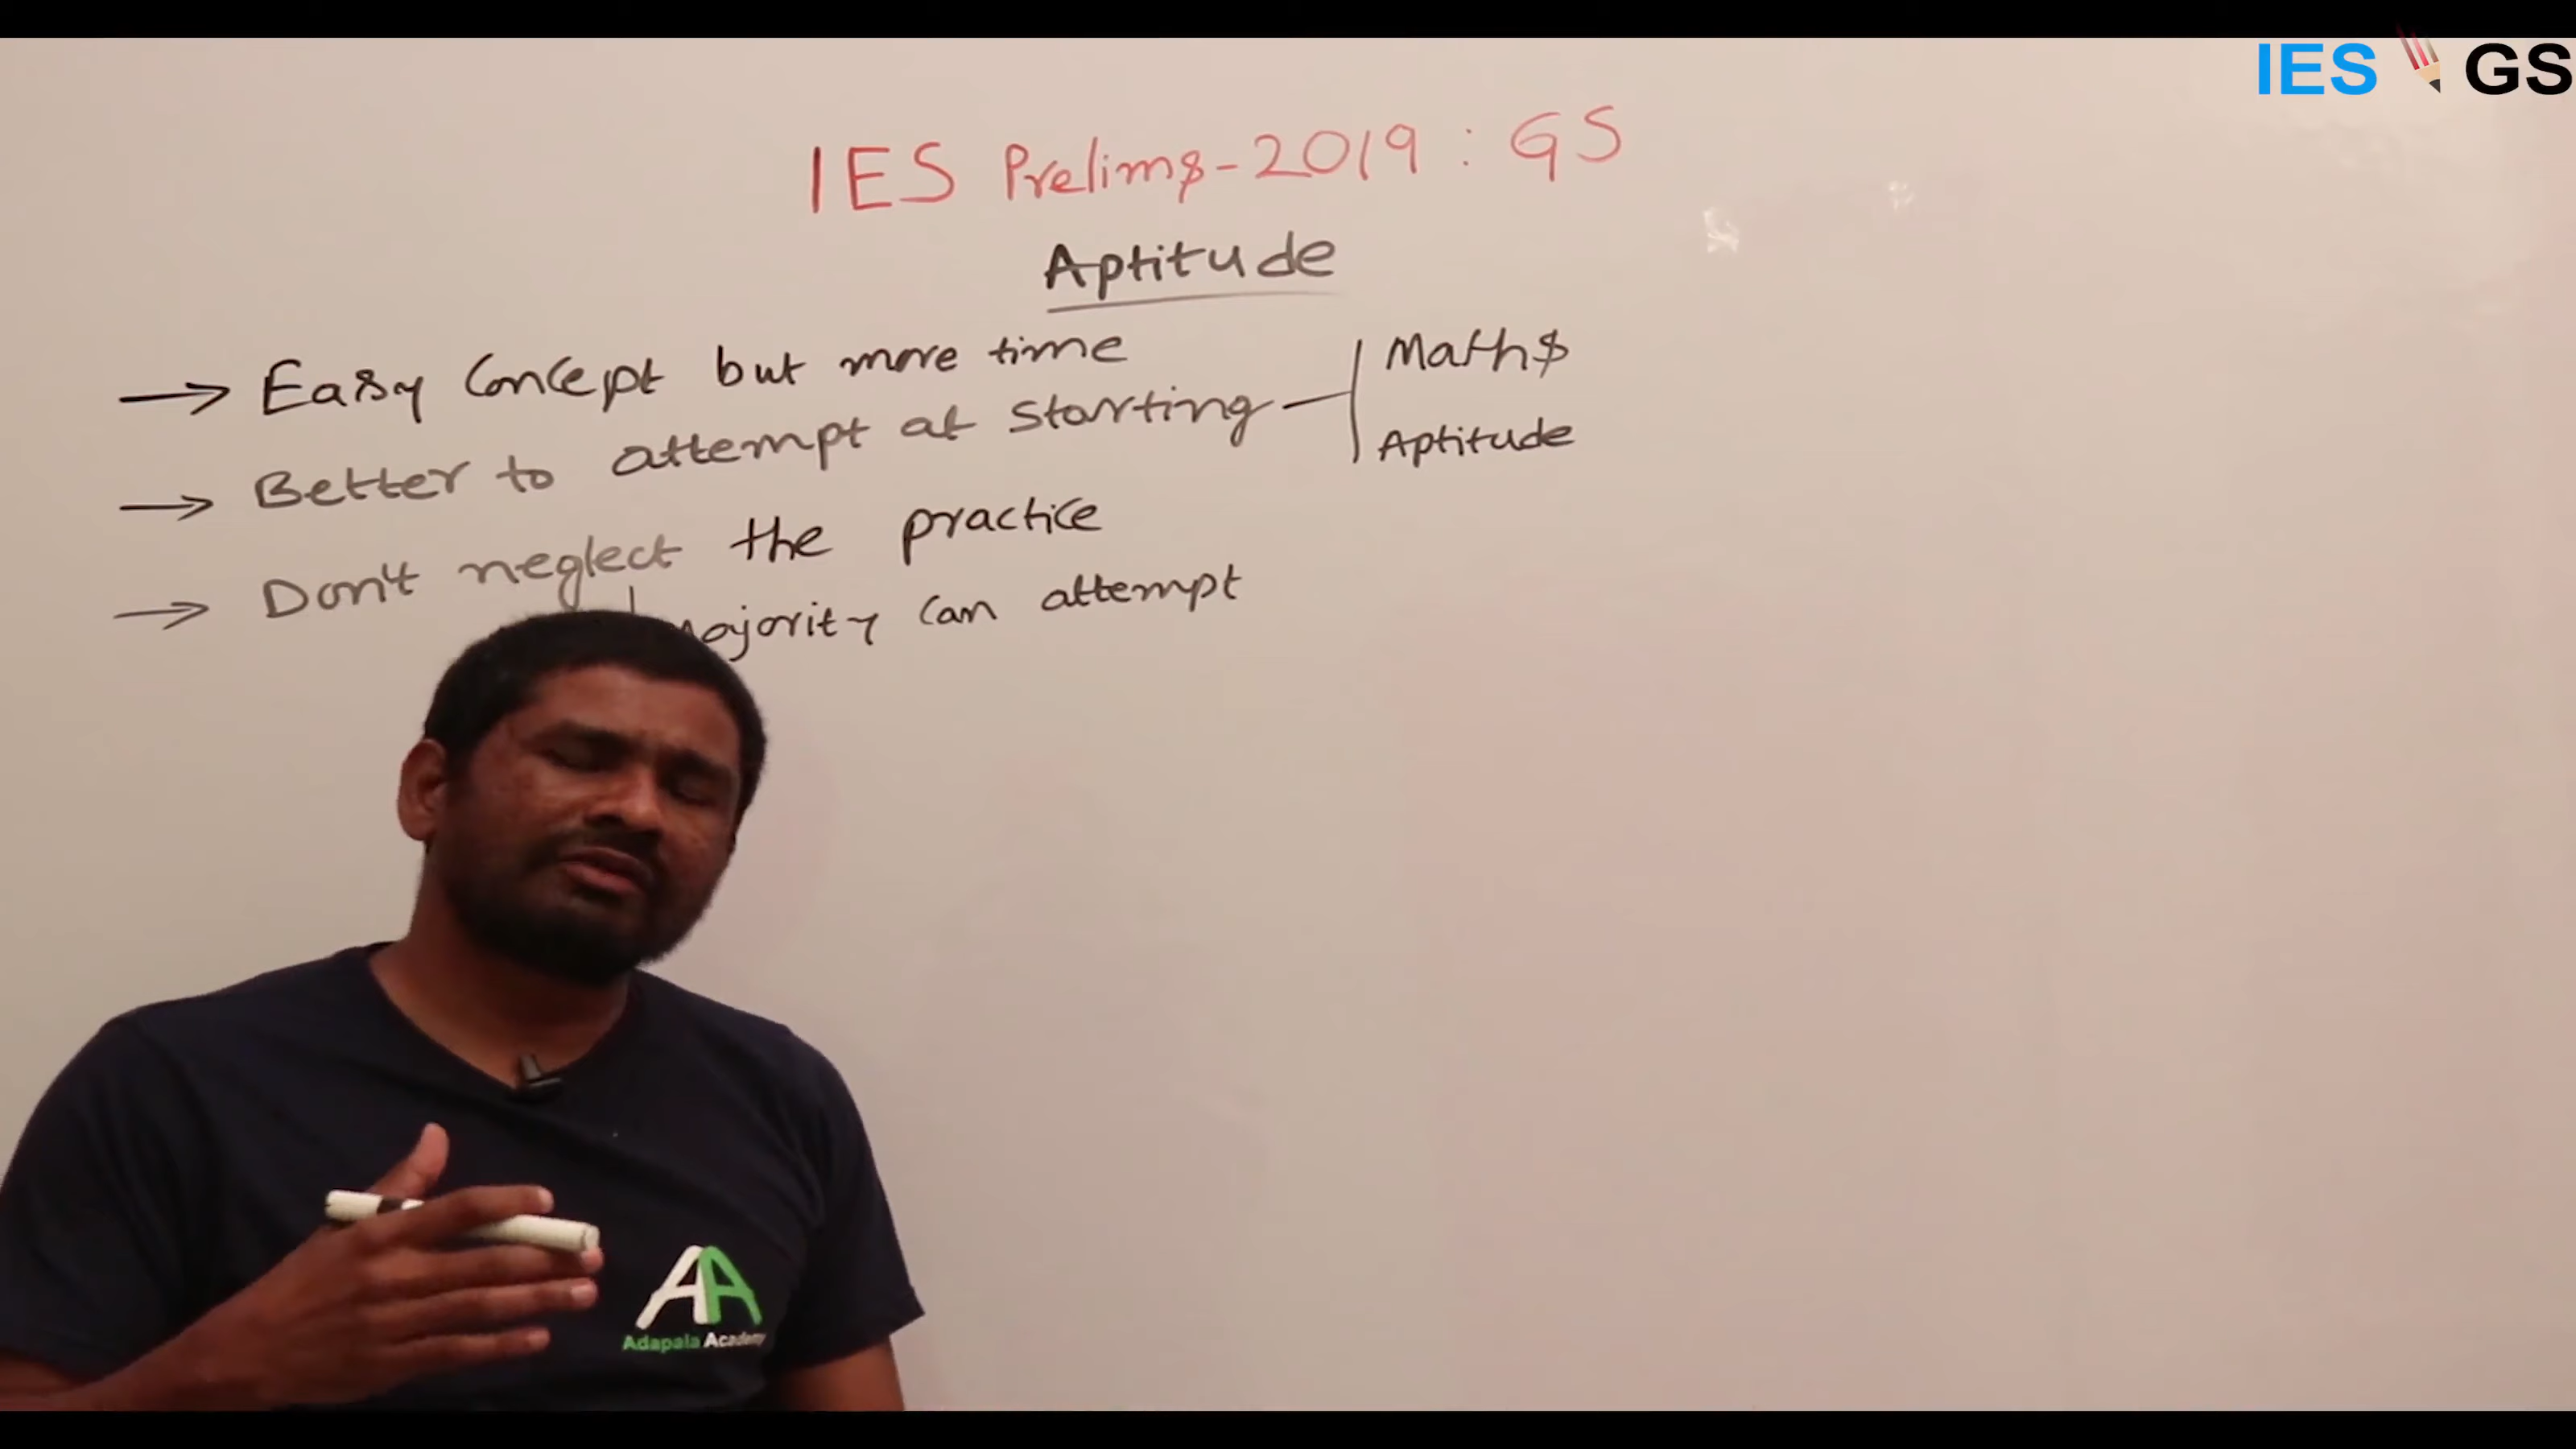 IES GS
IES Prelims-2019 : GS
Aptitude
→ Easy Concept but more time
→ Better to attempt at starting
Maths
Aptitude
→ Don't neglect the practice
Majority Can attempt
AA
Adapala Academy